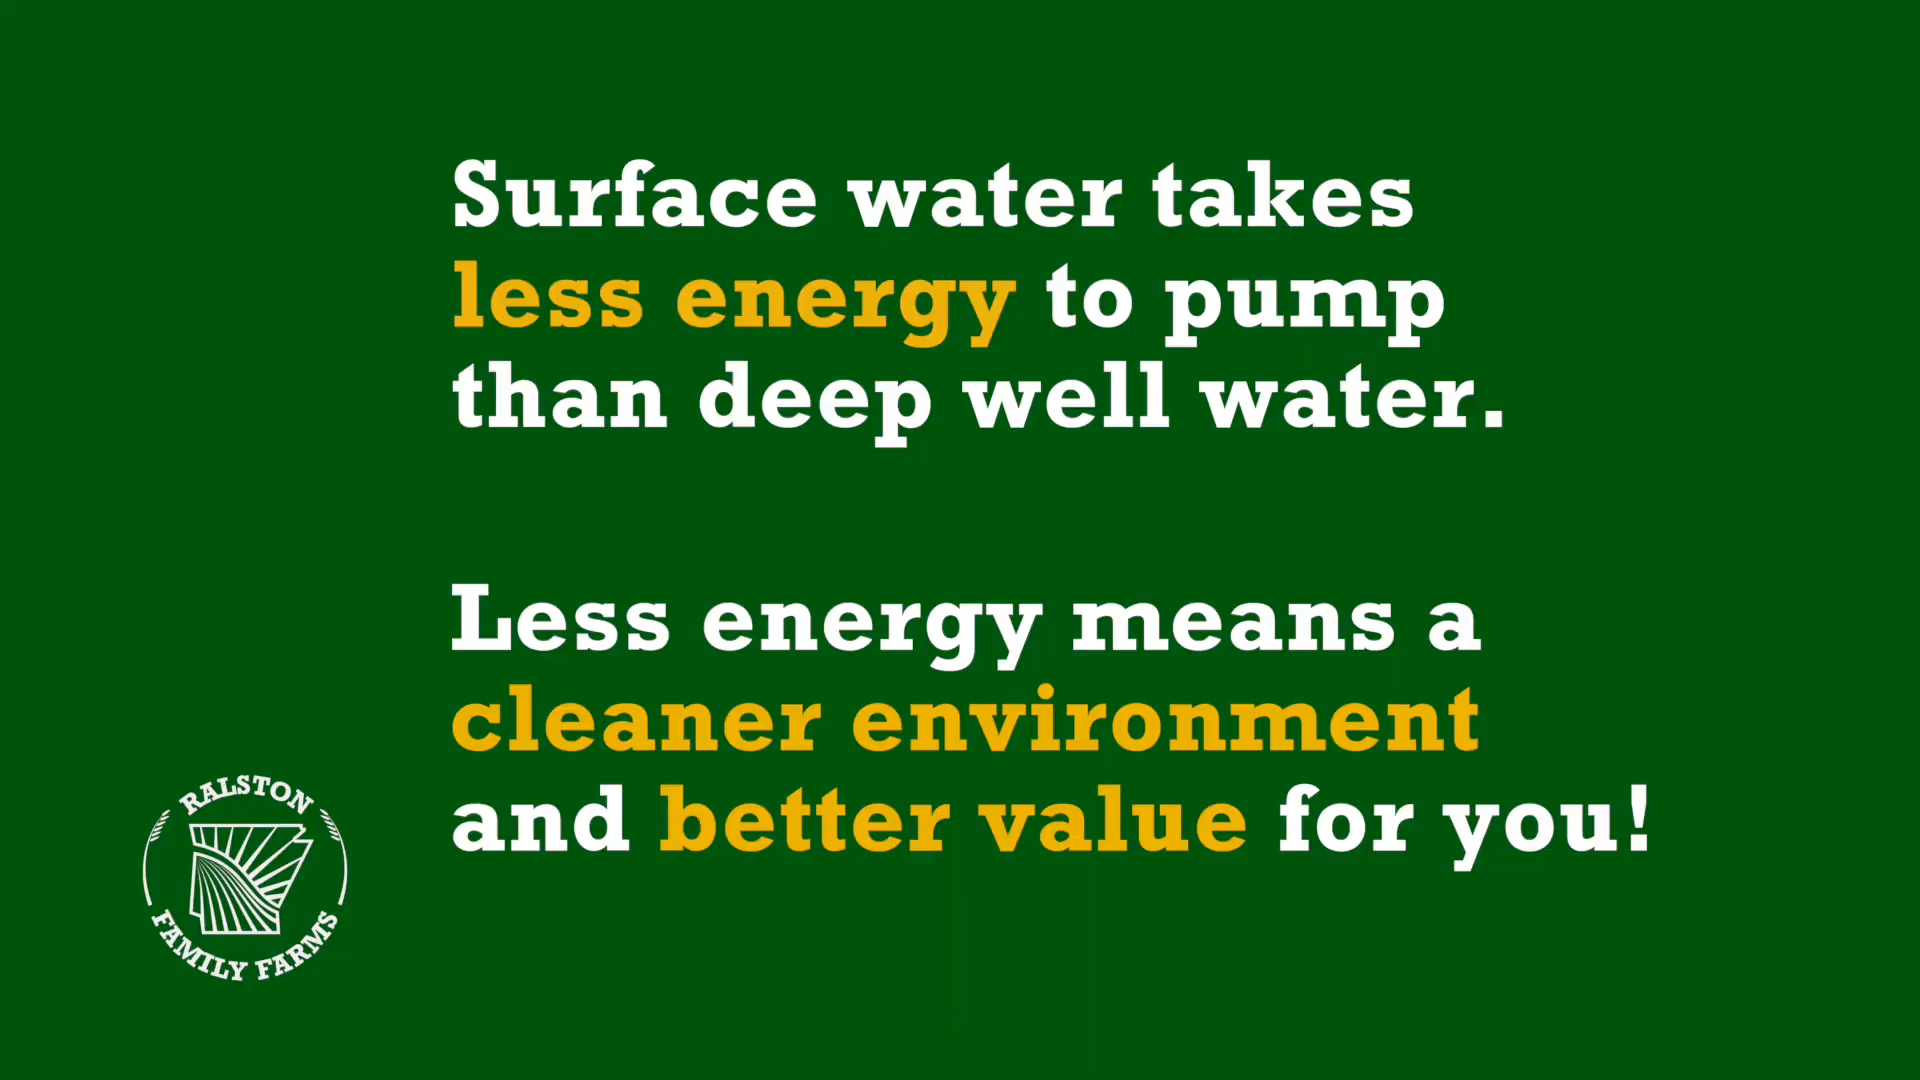 Surface water takes
less energy to pump
than deep well water.
Less energy means a
cleaner environment
and better value for you!
RALSTON
FAMILY FARMS